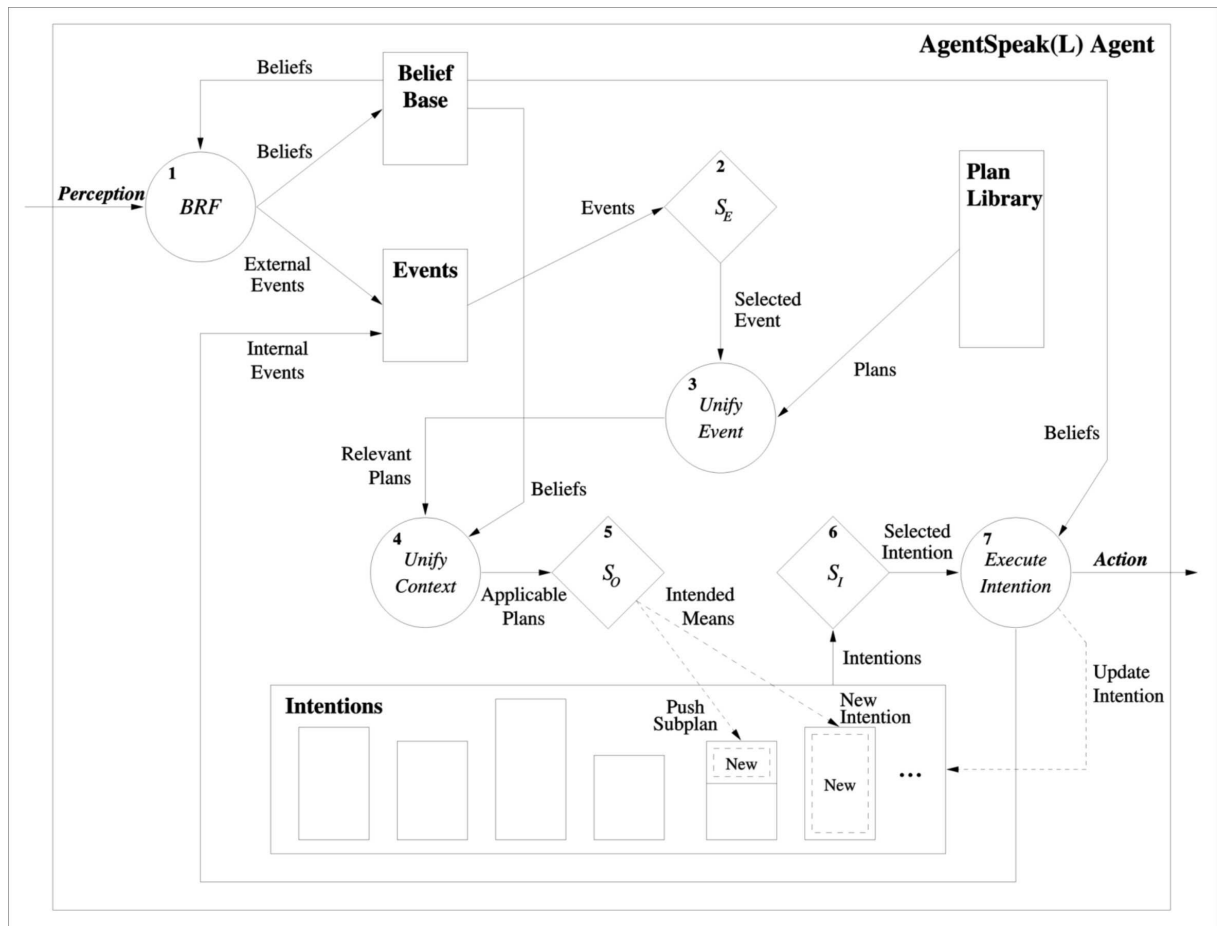 AgentSpeak(L) Agent
Beliefs
Belief
Base
Beliefs
1
BRF
Perception
External
Events
Events
Internal
Events
Events
2
S_E
Selected
Event
Plan
Library
Plans
3
Unify
Event
Relevant
Plans
Beliefs
Beliefs
4
Unify
Context
Applicable
Plans
5
S_O
Intended
Means
6
S_I
Selected
Intention
7
Execute
Intention
Action
Intentions
Update
Intention
Intentions
Push
Subplan
New
Intention
New
New
...